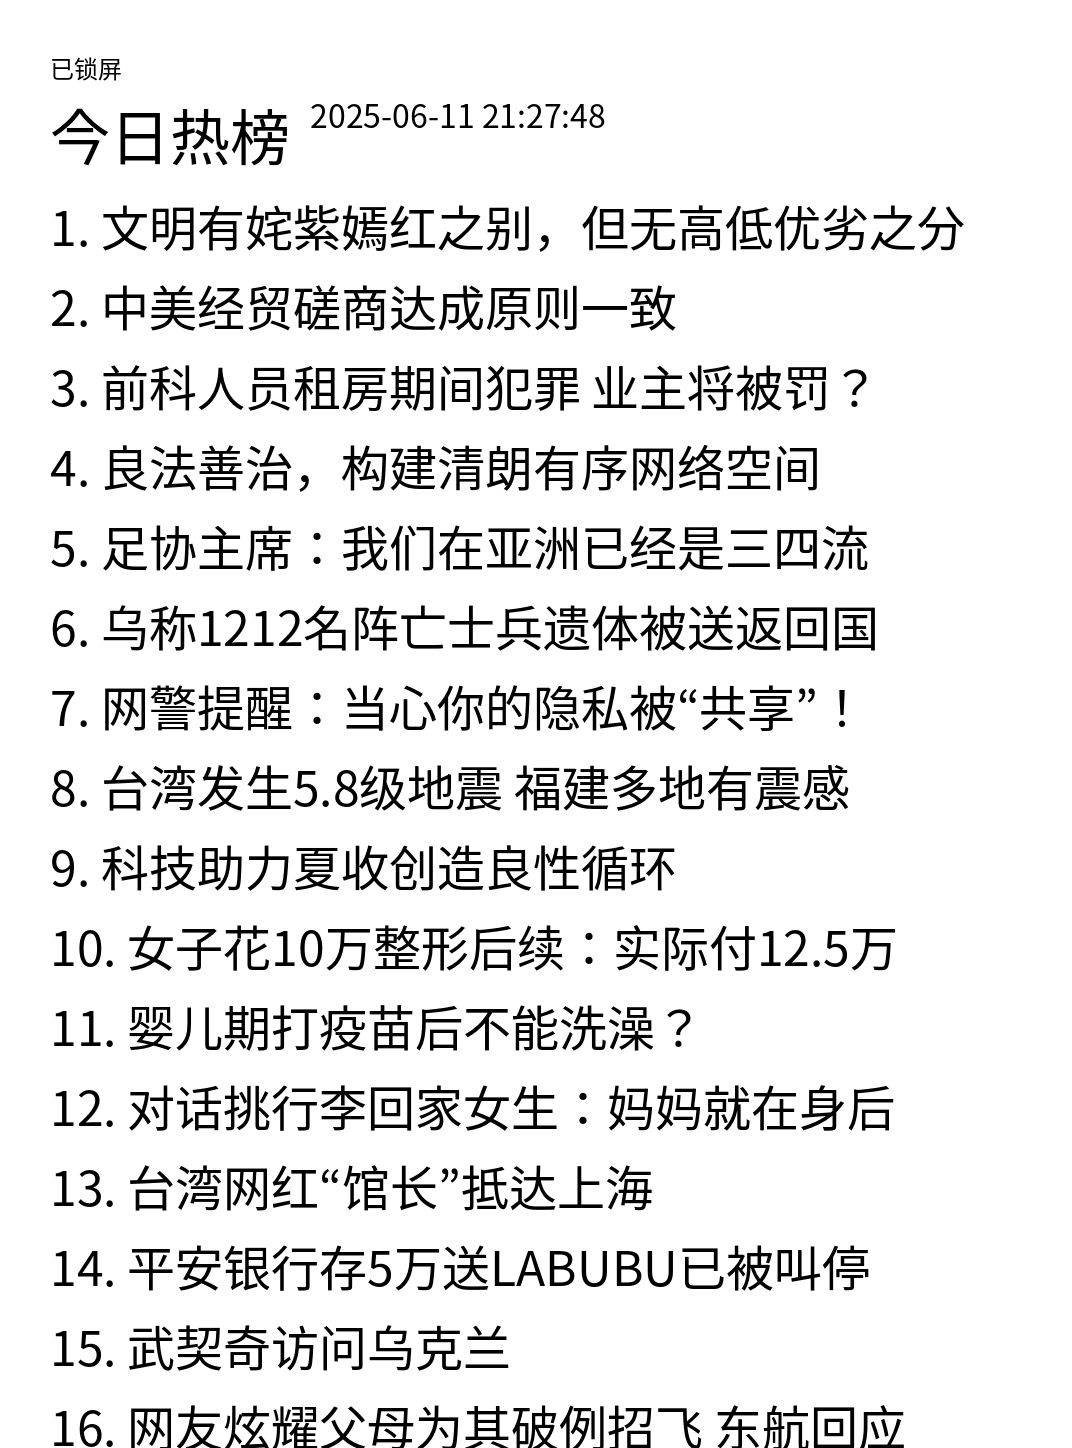 已锁屏
今日热榜 2025-06-11 21:27:48
1. 文明有姹紫嫣红之别，但无高低优劣之分
2. 中美经贸磋商达成原则一致
3. 前科人员租房期间犯罪 业主将被罚？
4. 良法善治，构建清朗有序网络空间
5. 足协主席：我们在亚洲已经是三四流
6. 乌称1212名阵亡士兵遗体被送返回国
7. 网警提醒：当心你的隐私被“共享”！
8. 台湾发生5.8级地震 福建多地有震感
9. 科技助力夏收创造良性循环
10. 女子花10万整形后续：实际付12.5万
11. 婴儿期打疫苗后不能洗澡？
12. 对话挑行李回家女生：妈妈就在身后
13. 台湾网红“馆长”抵达上海
14. 平安银行存5万送LABUBU已被叫停
15. 武契奇访问乌克兰
16. 网友炫耀父母为其破例招飞 东航回应